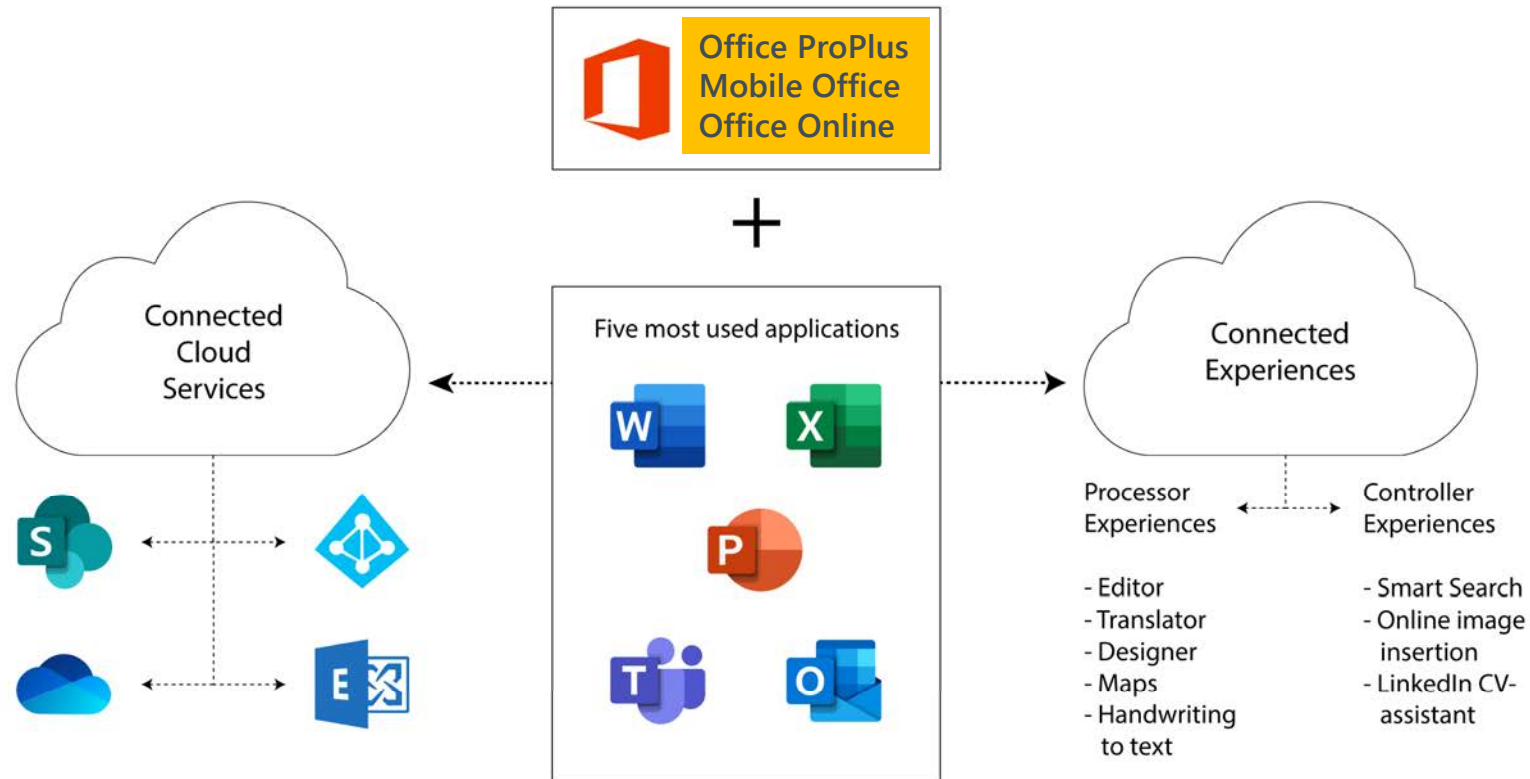 Office ProPlus
Mobile Office
Office Online
+
Connected
Cloud
Services
Five most used applications
W
X
P
T
O
Connected
Experiences
S
E
Processor
Experiences
- Editor
- Translator
- Designer
- Maps
- Handwriting
to text
Controller
Experiences
- Smart Search
- Online image
insertion
- LinkedIn CV-
assistant